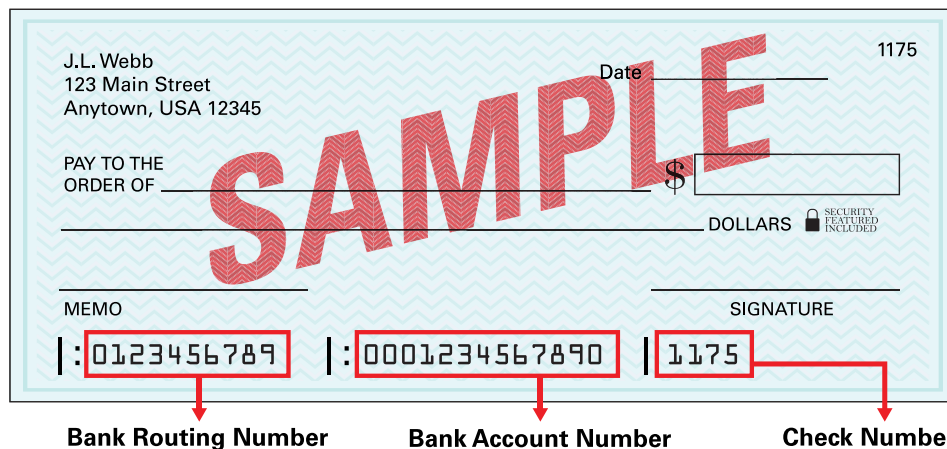 J.L. Webb
123 Main Street
Anytown, USA 12345
1175
Date
SAMPLE
PAY TO THE
ORDER OF
$
DOLLARS
SECURITY
FEATURED
INCLUDED
MEMO
SIGNATURE
|:0123456789 |:0001234567890 |1175
Bank Routing Number Bank Account Number Check Numbe